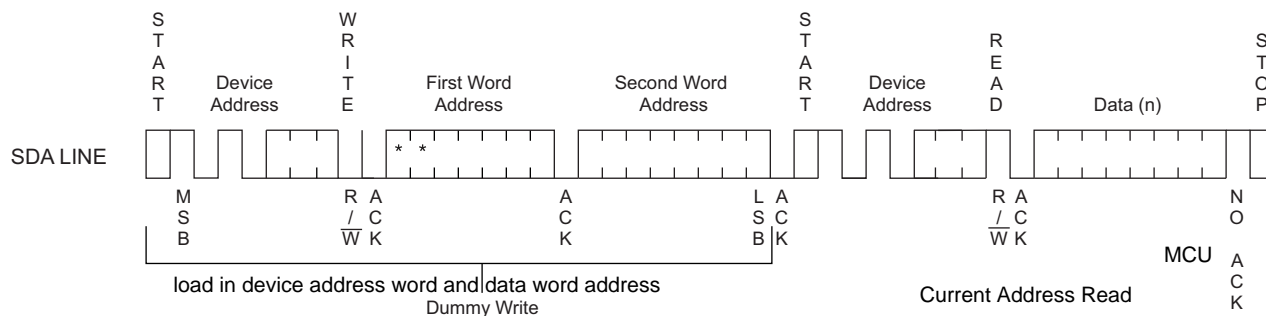 START
WRITE
START
READ
STOP
Device
Address
First Word
Address
Second Word
Address
Device
Address
Data (n)
SDA LINE
* *
MSB
R/W
ACK
ACK
LSB
ACK
R/W
ACK
NO ACK
MCU
load in device address word and data word address
Dummy Write
Current Address Read